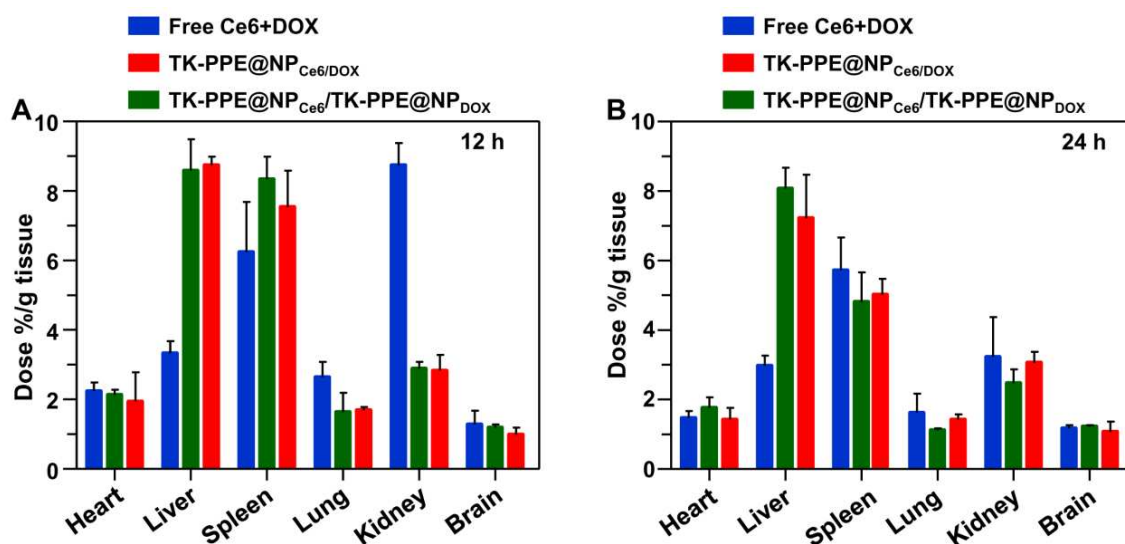 Free Ce6+DOX
TK-PPE@NPCe6/DOX
TK-PPE@NPCe6/TK-PPE@NPDOX
A
12 h
Dose %/g tissue
10
8
6
4
2
0
Heart
Liver
Spleen
Lung
Kidney
Brain
Free Ce6+DOX
TK-PPE@NPCe6/DOX
TK-PPE@NPCe6/TK-PPE@NPDOX
B
24 h
Dose %/g tissue
10
8
6
4
2
0
Heart
Liver
Spleen
Lung
Kidney
Brain